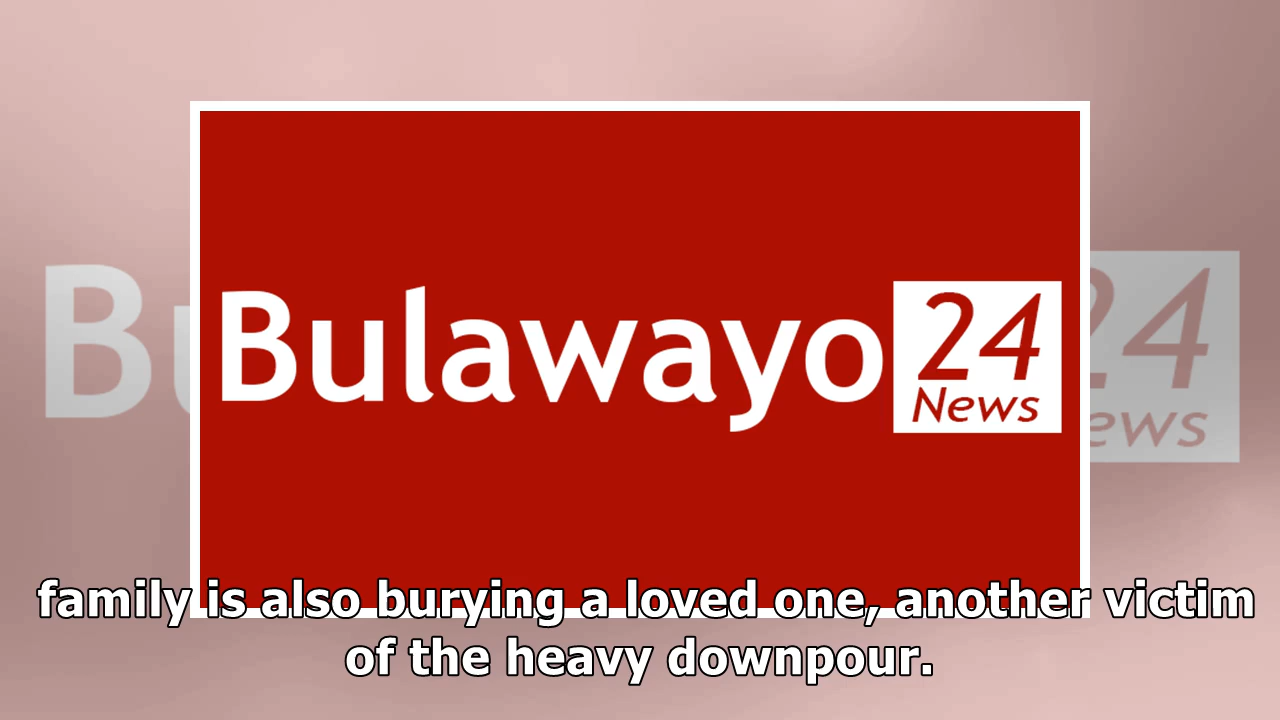 Bulawayo 24
News
family is also burying a loved one, another victim
of the heavy downpour.